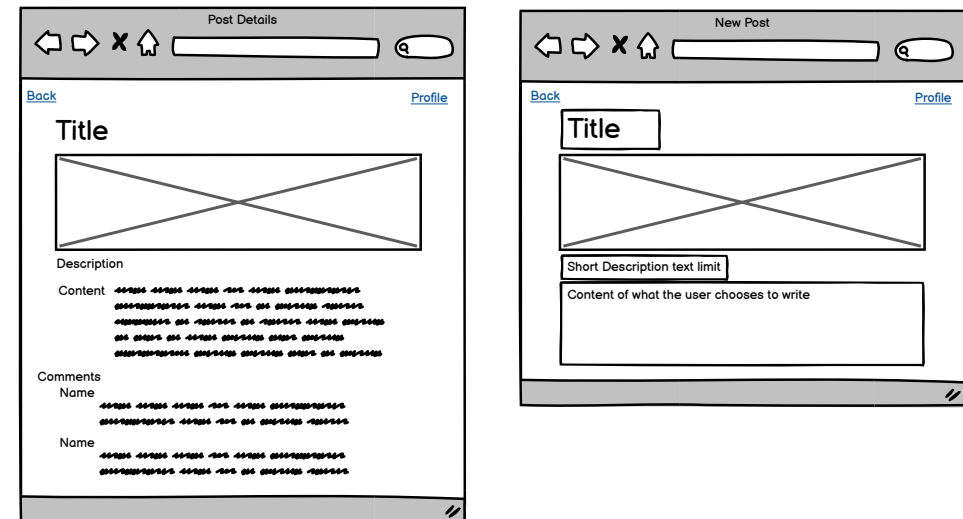 Post Details
Back
Profile
Title
Description
Content
Comments
Name
Name
New Post
Back
Profile
Title
Short Description text limit
Content of what the user chooses to write